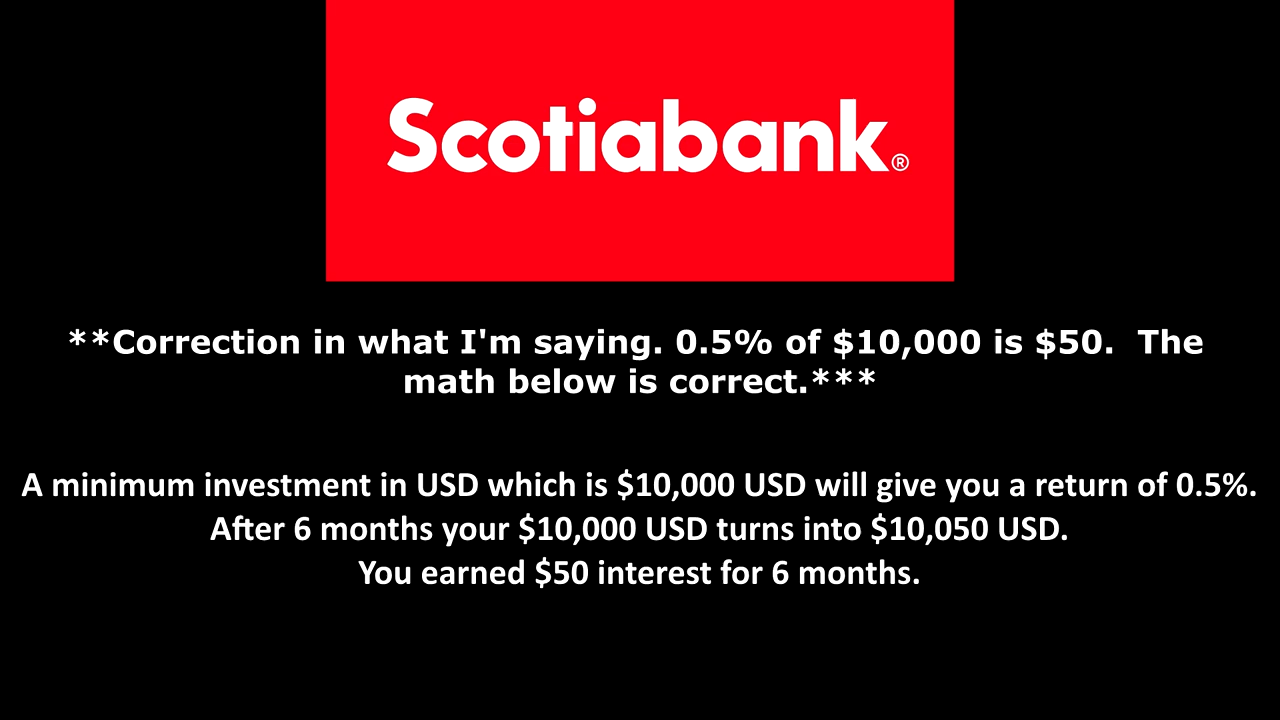 Scotiabank®
**Correction in what I'm saying. 0.5% of $10,000 is $50.  The
math below is correct.***
A minimum investment in USD which is $10,000 USD will give you a return of 0.5%.
After 6 months your $10,000 USD turns into $10,050 USD.
You earned $50 interest for 6 months.